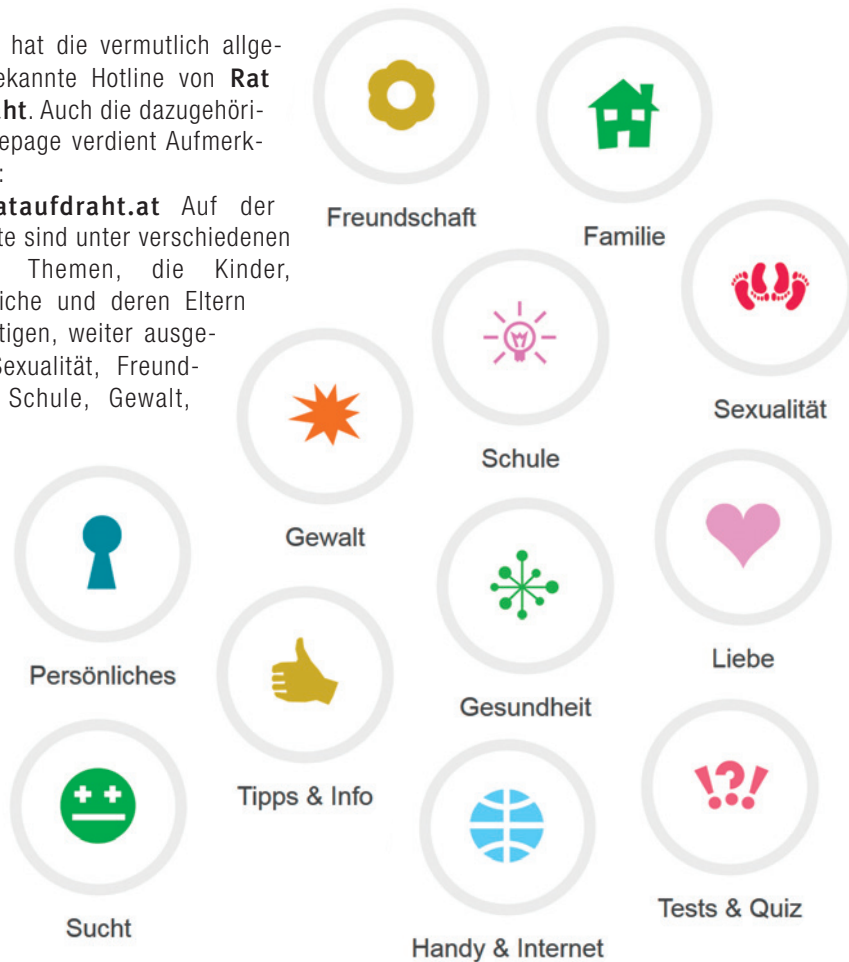 hat die vermutlich allge-
ekannte Hotline von Rat
ht. Auch die dazugehöri-
epage verdient Aufmerk-
:
ataufdraht.at Auf der
te sind unter verschiedenen
Themen, die Kinder,
iche und deren Eltern
tigen, weiter ausge-
Sexualität, Freund-
Schule, Gewalt,
Freundschaft
Familie
Sexualität
Schule
Gewalt
Liebe
Persönliches
Gesundheit
Tipps & Info
Tests & Quiz
Sucht
Handy & Internet